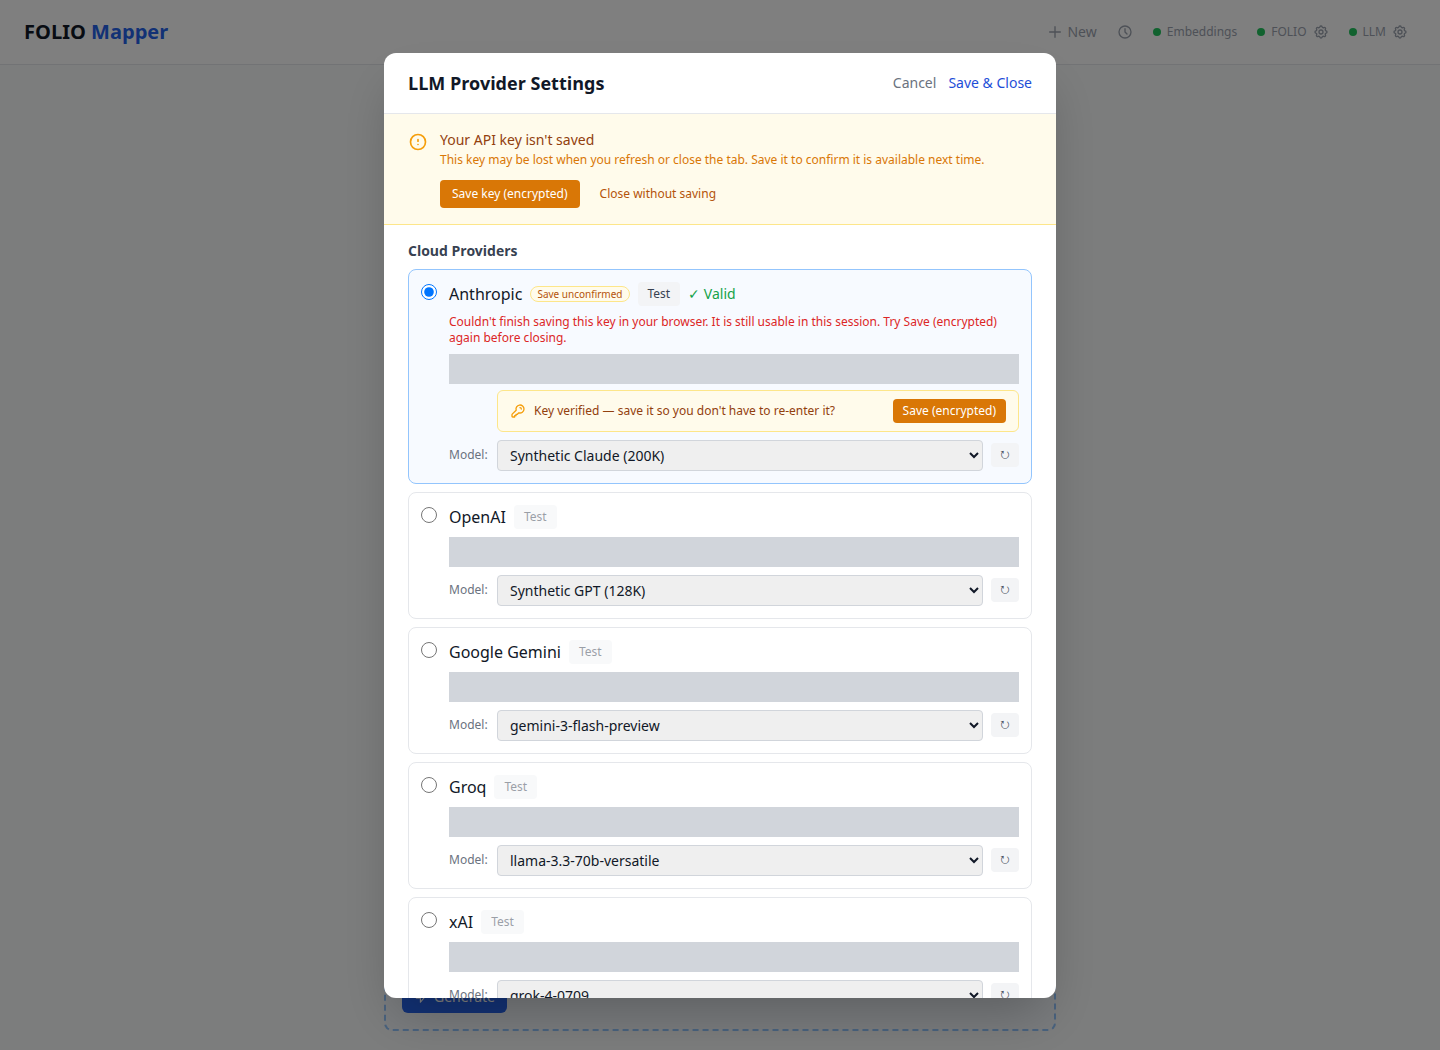 FOLIO Mapper
New
Embeddings
FOLIO
LLM
LLM Provider Settings
Cancel
Save & Close
Your API key isn't saved
This key may be lost when you refresh or close the tab. Save it to confirm it is available next time.
Save key (encrypted)
Close without saving
Cloud Providers
Anthropic
Save unconfirmed
Test
✓ Valid
Couldn't finish saving this key in your browser. It is still usable in this session. Try Save (encrypted)
again before closing.
Key verified — save it so you don't have to re-enter it?
Save (encrypted)
Model:
Synthetic Claude (200K)
OpenAI
Test
Model:
Synthetic GPT (128K)
Google Gemini
Test
Model:
gemini-3-flash-preview
Groq
Test
Model:
llama-3.3-70b-versatile
xAI
Test
Model:
grok-4-0709
Generate